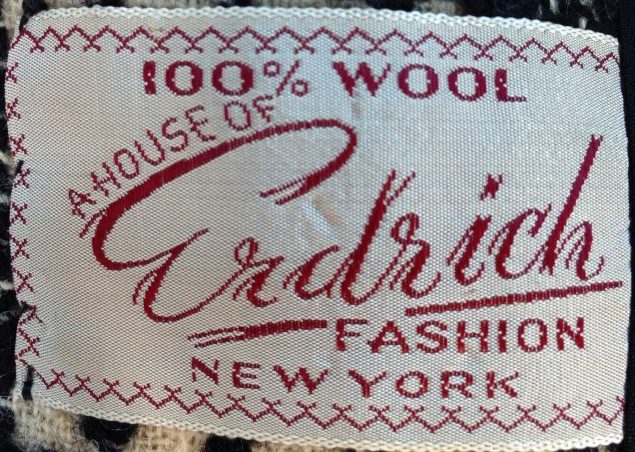 100% WOOL
A HOUSE OF
Erdrich
FASHION
NEW YORK